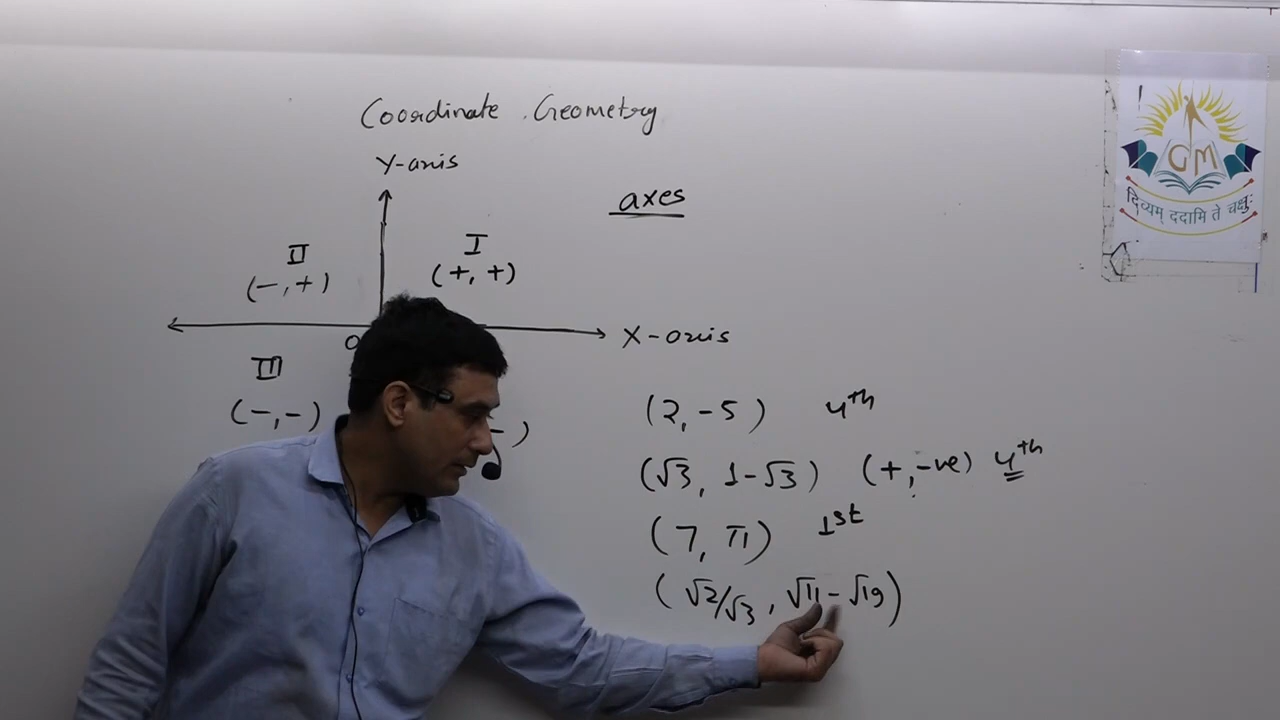 Coordinate Geometry
Y-axis
axes
II
I
(-, +)
(+, +)
X-axis
O
III
(-, -)
- )
(2, -5) 4th
(√3, 1-√3) (+, -ve) 4th
(7, π) 1st
(√2/√3, √11 - √19)
GM
दिव्यम् ददामि ते चक्षुः